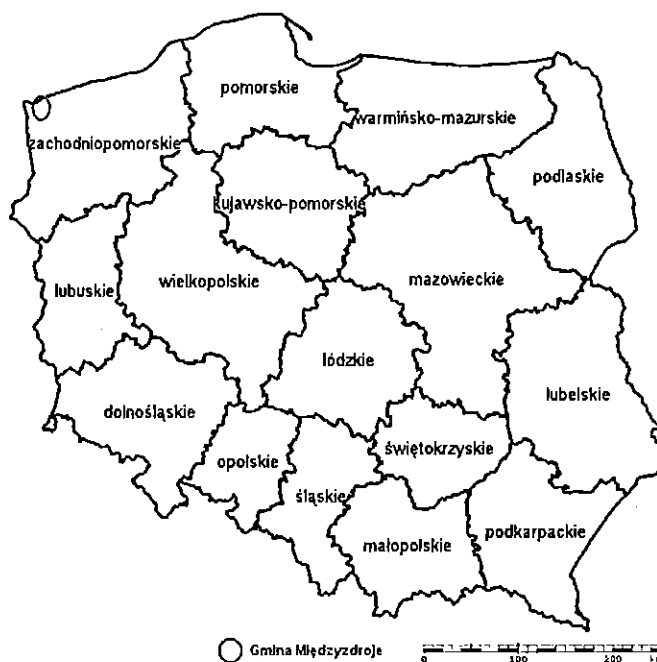 pomorskie
warmińsko-mazurskie
zachodniopomorskie
podlaskie
kujawsko-pomorskie
wielkopolskie
mazowieckie
lubuskie
łódzkie
lubelskie
dolnośląskie
świętokrzyskie
opolskie
śląskie
podkarpackie
małopolskie
Gmina Międzyzdroje
0 100 200